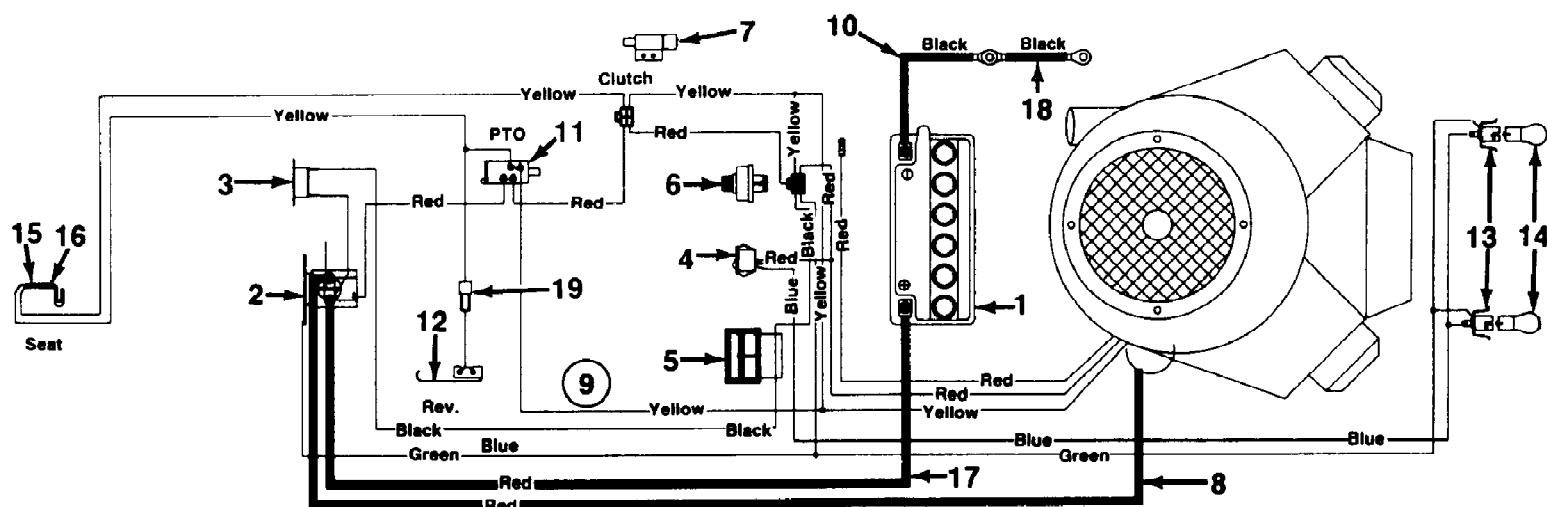 7
10
Black
Black
Clutch
18
Yellow
Yellow
Yellow
PTO
11
Red
Yellow
3
6
Red
Red
Red
Red
Black
Red
15
16
13
14
4
Red
2
19
Blue
Yellow
1
12
Seat
5
9
Red
Rev.
Red
Yellow
Yellow
Black
Black
Blue
Blue
Blue
Green
Green
Red
17
8
Red